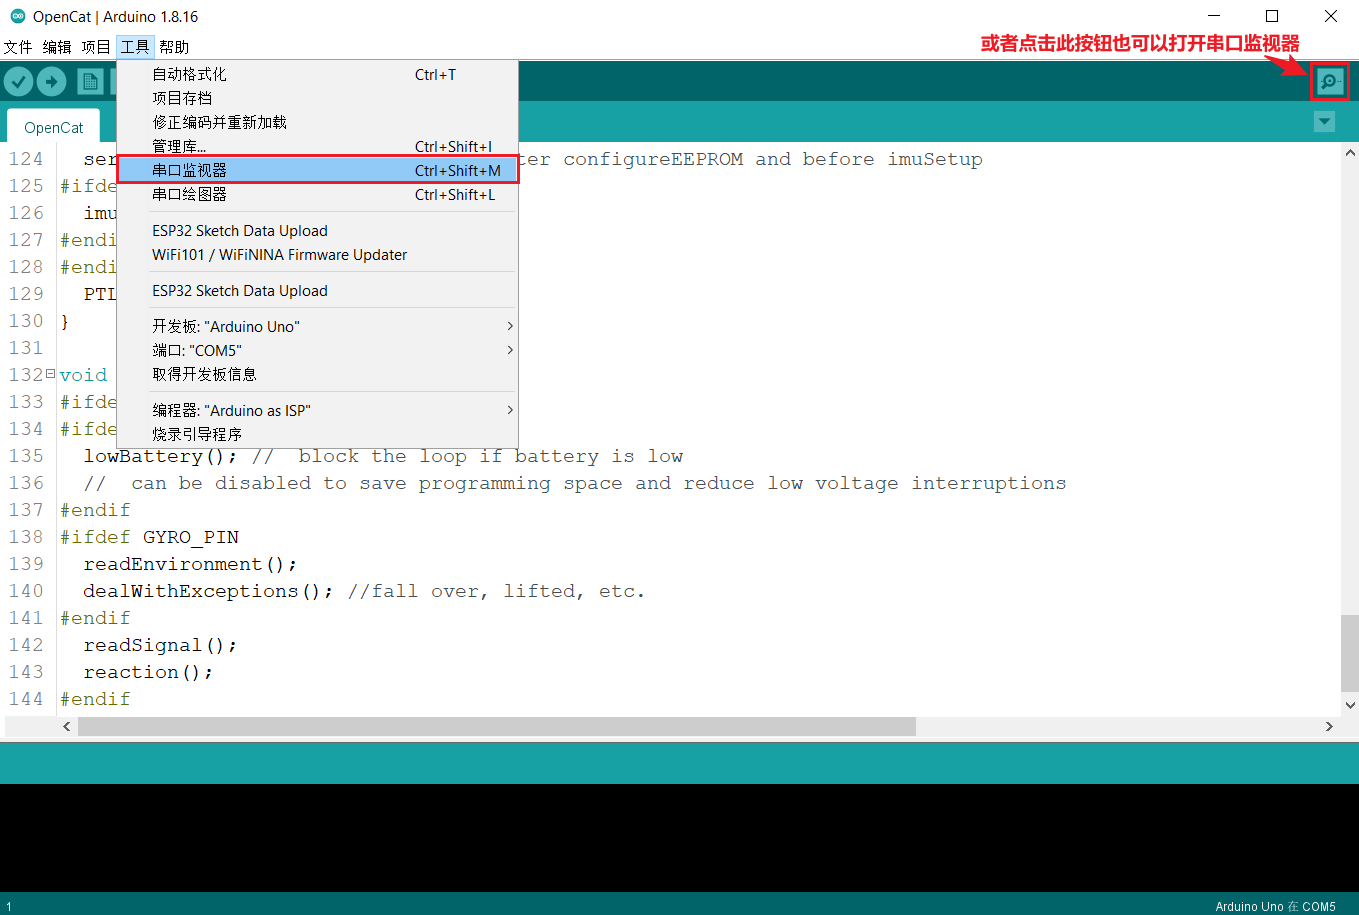 OpenCat | Arduino 1.8.16
文件 编辑 项目 工具 帮助
或者点击此按钮也可以打开串口监视器
自动格式化 Ctrl+T
项目存档
修正编码并重新加载
管理库... Ctrl+Shift+I
串口监视器 Ctrl+Shift+M
串口绘图器 Ctrl+Shift+L
ESP32 Sketch Data Upload
WiFi101 / WiFiNINA Firmware Updater
ESP32 Sketch Data Upload
开发板: "Arduino Uno"
端口: "COM5"
取得开发板信息
编程器: "Arduino as ISP"
烧录引导程序
OpenCat
124 ser ter configureEEPROM and before imuSetup
125 #ifde
126 imu
127 #endi
128 #endi
129 PTL
130 }
131
132 void
133 #ifde
134 #ifde
135 lowBattery(); // block the loop if battery is low
136 // can be disabled to save programming space and reduce low voltage interruptions
137 #endif
138 #ifdef GYRO_PIN
139 readEnvironment();
140 dealWithExceptions(); //fall over, lifted, etc.
141 #endif
142 readSignal();
143 reaction();
144 #endif
1 Arduino Uno 在 COM5